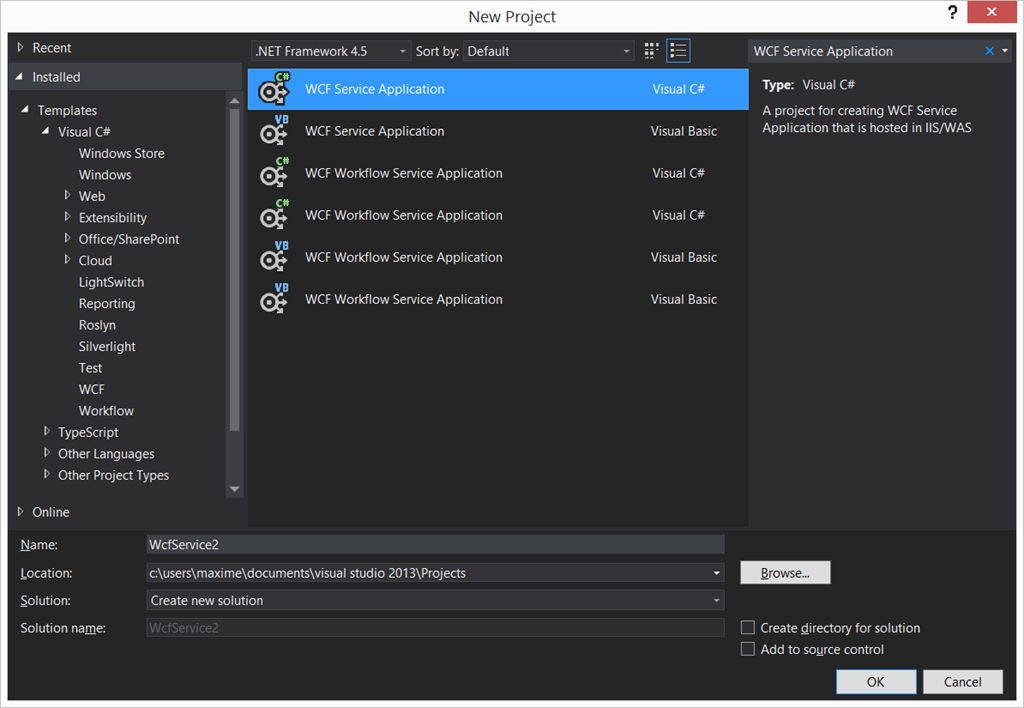 New Project
?
Recent
Installed
Templates
Visual C#
Windows Store
Windows
Web
Extensibility
Office/SharePoint
Cloud
LightSwitch
Reporting
Roslyn
Silverlight
Test
WCF
Workflow
TypeScript
Other Languages
Other Project Types
Online
.NET Framework 4.5 Sort by: Default
C# WCF Service Application Visual C#
VB WCF Service Application Visual Basic
C# WCF Workflow Service Application Visual C#
C# WCF Workflow Service Application Visual C#
VB WCF Workflow Service Application Visual Basic
VB WCF Workflow Service Application Visual Basic
WCF Service Application
Type: Visual C#
A project for creating WCF Service
Application that is hosted in IIS/WAS
Name: WcfService2
Location: c:\users\maxime\documents\visual studio 2013\Projects Browse...
Solution: Create new solution
Solution name: WcfService2
Create directory for solution
Add to source control
OK Cancel